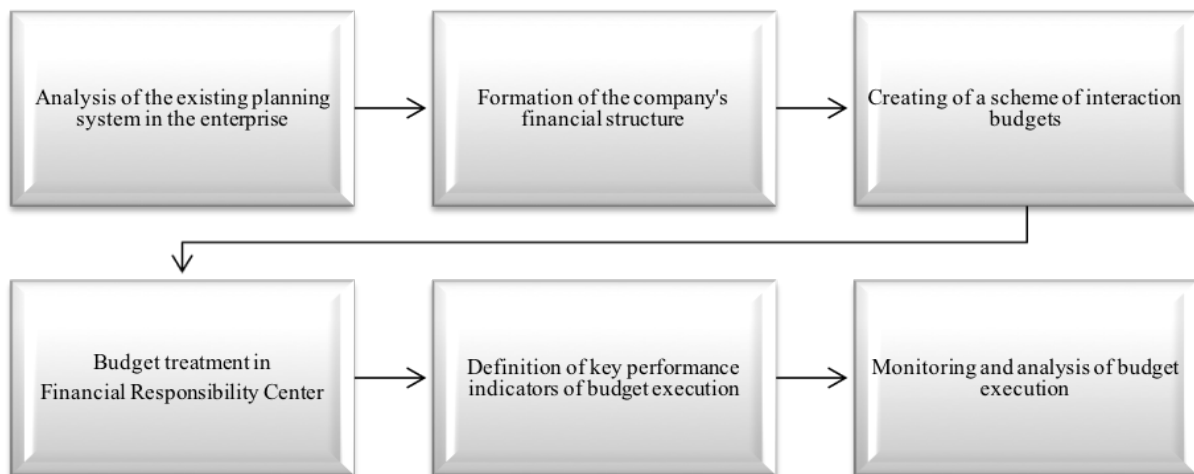 Analysis of the existing planning
system in the enterprise
Formation of the company's
financial structure
Creating of a scheme of interaction
budgets
Budget treatment in
Financial Responsibility Center
Definition of key performance
indicators of budget execution
Monitoring and analysis of budget
execution